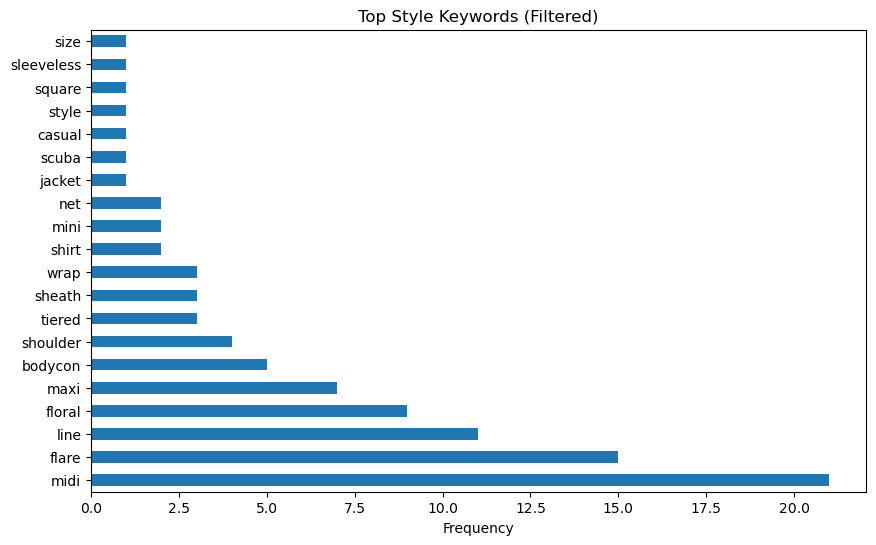 Top Style Keywords (Filtered)
size
sleeveless
square
style
casual
scuba
jacket
net
mini
shirt
wrap
sheath
tiered
shoulder
bodycon
maxi
floral
line
flare
midi
0.0 2.5 5.0 7.5 10.0 12.5 15.0 17.5 20.0
Frequency